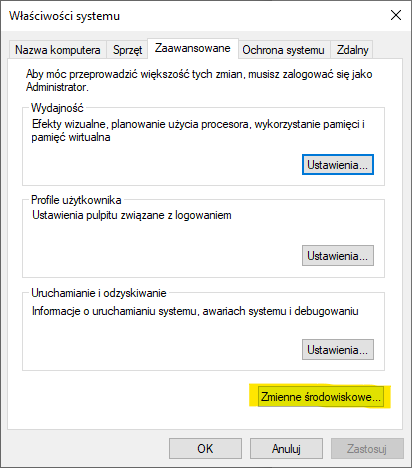 Właściwości systemu
Nazwa komputera Sprzęt Zaawansowane Ochrona systemu Zdalny
Aby móc przeprowadzić większość tych zmian, musisz zalogować się jako
Administrator.
Wydajność
Efekty wizualne, planowanie użycia procesora, wykorzystanie pamięci i
pamięć wirtualna
Ustawienia...
Profile użytkownika
Ustawienia pulpitu związane z logowaniem
Ustawienia...
Uruchamianie i odzyskiwanie
Informacje o uruchamianiu systemu, awariach systemu i debugowaniu
Ustawienia...
Zmienne środowiskowe...
OK Anuluj Zastosuj